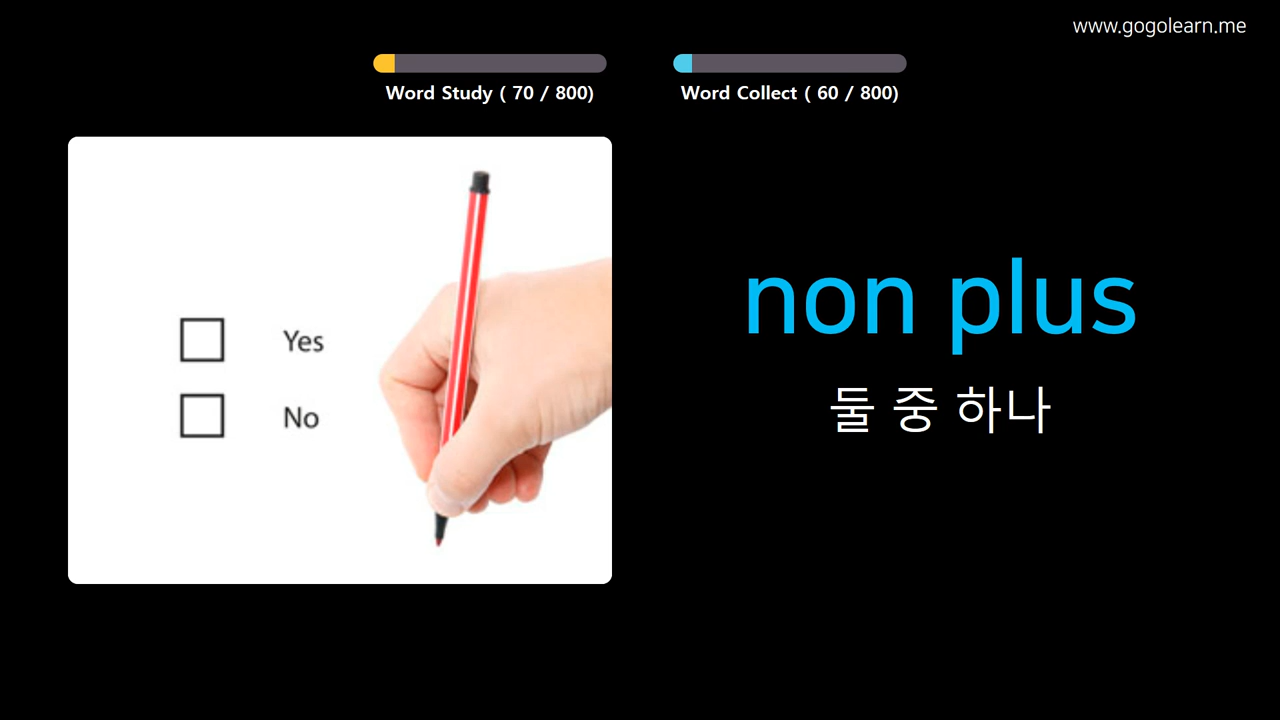 www.gogolearn.me
Word Study ( 70 / 800)
Word Collect ( 60 / 800)
Yes
No
non plus
둘 중 하나